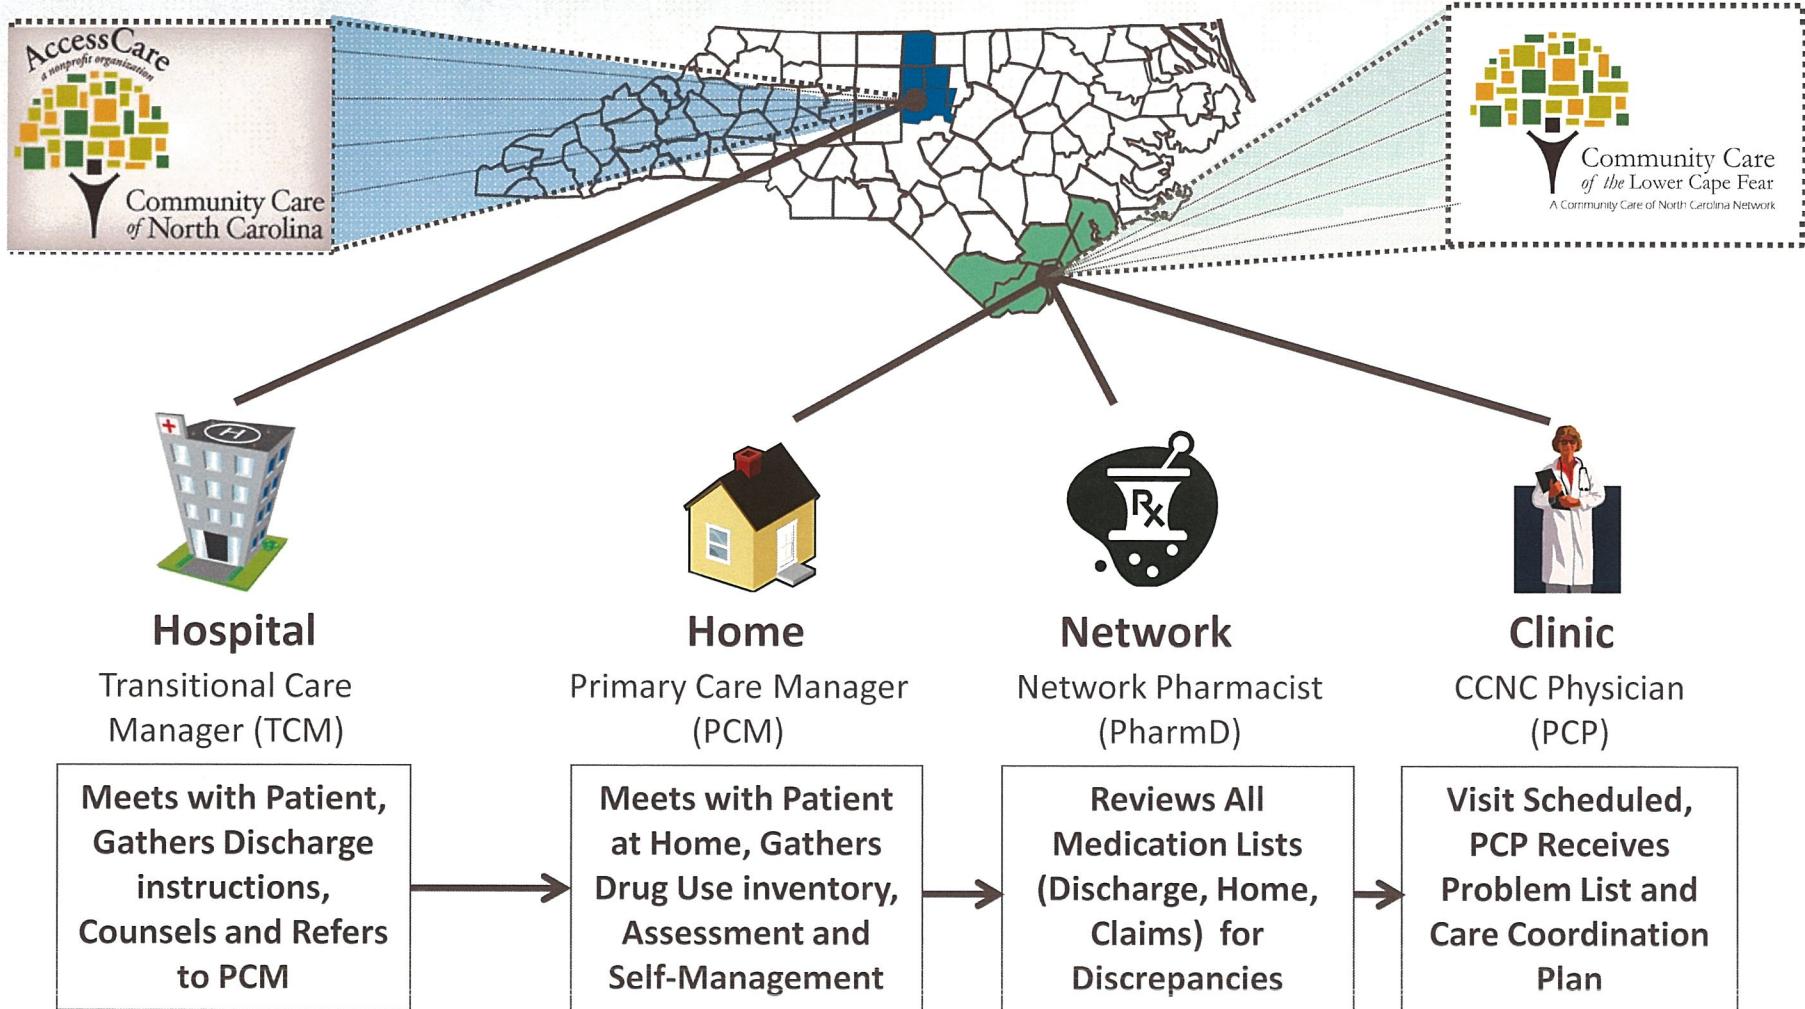 AccessCare
a nonprofit organization
Community Care
of North Carolina
Community Care
of the Lower Cape Fear
A Community Care of North Carolina Network
H
Rx
Hospital
Transitional Care
Manager (TCM)
Meets with Patient,
Gathers Discharge
instructions,
Counsels and Refers
to PCM
Home
Primary Care Manager
(PCM)
Meets with Patient
at Home, Gathers
Drug Use inventory,
Assessment and
Self-Management
Network
Network Pharmacist
(PharmD)
Reviews All
Medication Lists
(Discharge, Home,
Claims) for
Discrepancies
Clinic
CCNC Physician
(PCP)
Visit Scheduled,
PCP Receives
Problem List and
Care Coordination
Plan